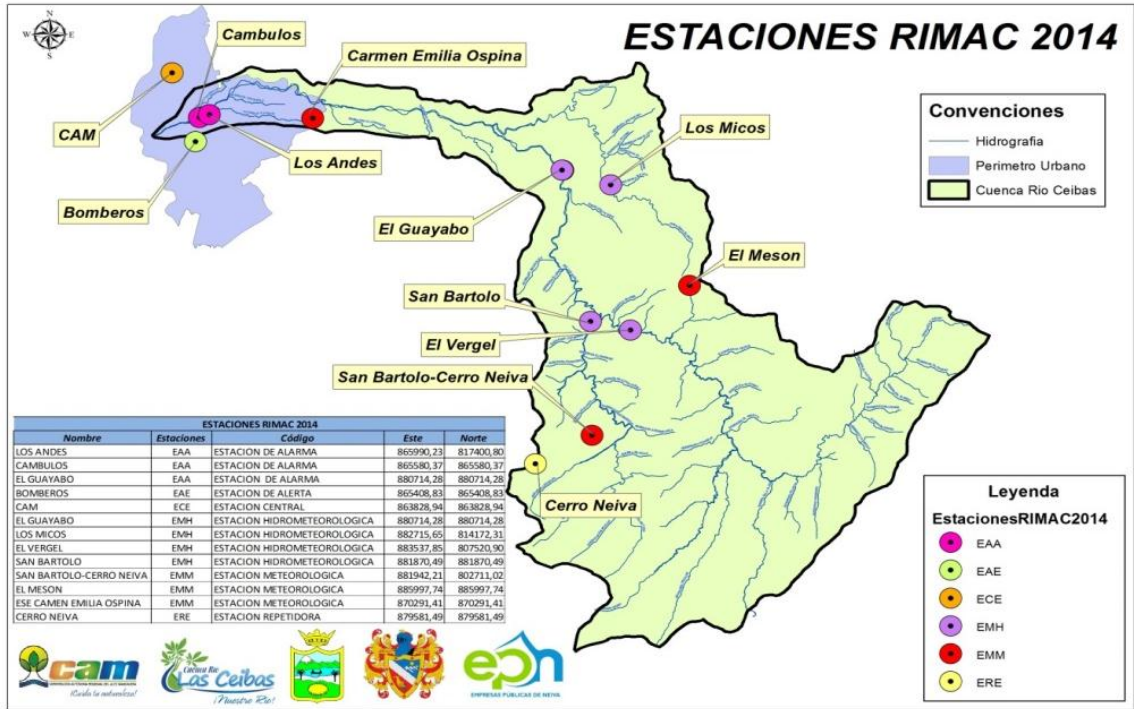 ESTACIONES RIMAC 2014
N
W E
S
Cambulos
Carmen Emilia Ospina
CAM
Los Andes
Bomberos
Los Micos
El Guayabo
El Meson
San Bartolo
El Vergel
San Bartolo-Cerro Neiva
Cerro Neiva
Convenciones
Hidrografia
Perimetro Urbano
Cuenca Rio Ceibas
ESTACIONES RIMAC 2014
Nombre Estaciones Código Este Norte
LOS ANDES EAA ESTACION DE ALARMA 865990,23 817400,80
CAMBULOS EAA ESTACION DE ALARMA 865580,37 865580,37
EL GUAYABO EAA ESTACION DE ALARMA 880714,28 880714,28
BOMBEROS EAE ESTACION DE ALERTA 865408,83 865408,83
CAM ECE ESTACION CENTRAL 863828,94 863828,94
EL GUAYABO EMH ESTACION HIDROMETEOROLOGICA 880714,28 880714,28
LOS MICOS EMH ESTACION HIDROMETEOROLOGICA 882715,65 814172,31
EL VERGEL EMH ESTACION HIDROMETEOROLOGICA 883537,85 807520,90
SAN BARTOLO EMH ESTACION HIDROMETEOROLOGICA 881870,49 881870,49
SAN BARTOLO-CERRO NEIVA EMM ESTACION METEOROLOGICA 881942,21 802711,02
EL MESON EMM ESTACION METEOROLOGICA 885997,74 885997,74
ESE CAMEN EMILIA OSPINA EMM ESTACION METEOROLOGICA 870291,41 870291,41
CERRO NEIVA ERE ESTACION REPETIDORA 879581,49 879581,49
Leyenda
EstacionesRIMAC2014
EAA
EAE
ECE
EMH
EMM
ERE
cam
¡Cuida tu naturaleza!
Cuenca Río
Las Ceibas
¡Nuestro Río!
epn
EMPRESAS PÚBLICAS DE NEIVA